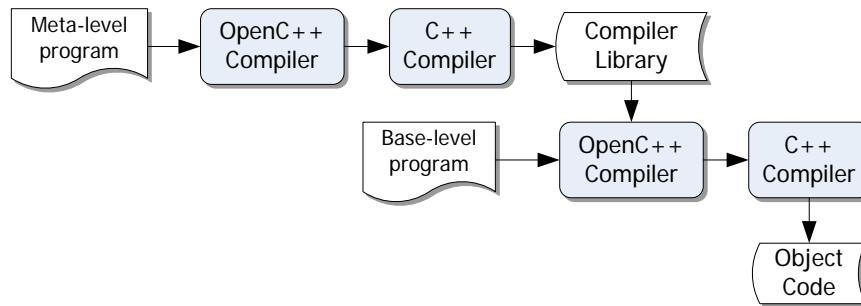 Meta-level
program
OpenC++
Compiler
C++
Compiler
Compiler
Library
Base-level
program
OpenC++
Compiler
C++
Compiler
Object
Code